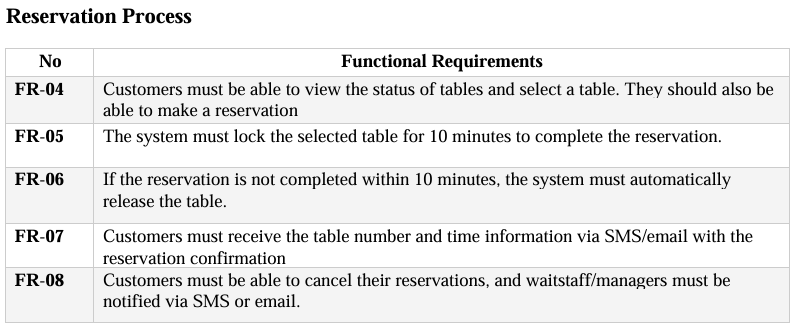 Reservation Process
No Functional Requirements
FR-04 Customers must be able to view the status of tables and select a table. They should also be
able to make a reservation
FR-05 The system must lock the selected table for 10 minutes to complete the reservation.
FR-06 If the reservation is not completed within 10 minutes, the system must automatically
release the table.
FR-07 Customers must receive the table number and time information via SMS/email with the
reservation confirmation
FR-08 Customers must be able to cancel their reservations, and waitstaff/managers must be
notified via SMS or email.